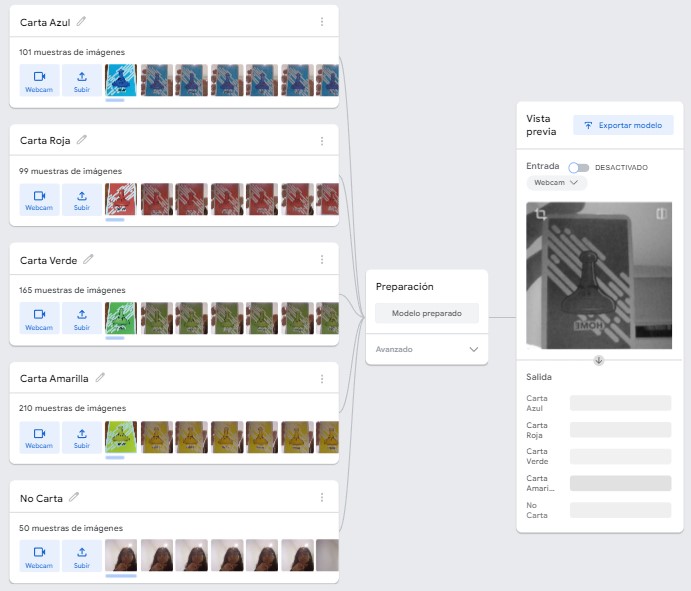 Carta Azul
101 muestras de imágenes
Webcam
Subir
Carta Roja
99 muestras de imágenes
Webcam
Subir
Carta Verde
165 muestras de imágenes
Webcam
Subir
Carta Amarilla
210 muestras de imágenes
Webcam
Subir
No Carta
50 muestras de imágenes
Webcam
Subir
Preparación
Modelo preparado
Avanzado
Vista
previa
Exportar modelo
Entrada
DESACTIVADO
Webcam
HOME
Salida
Carta
Azul
Carta
Roja
Carta
Verde
Carta
Amari...
No
Carta